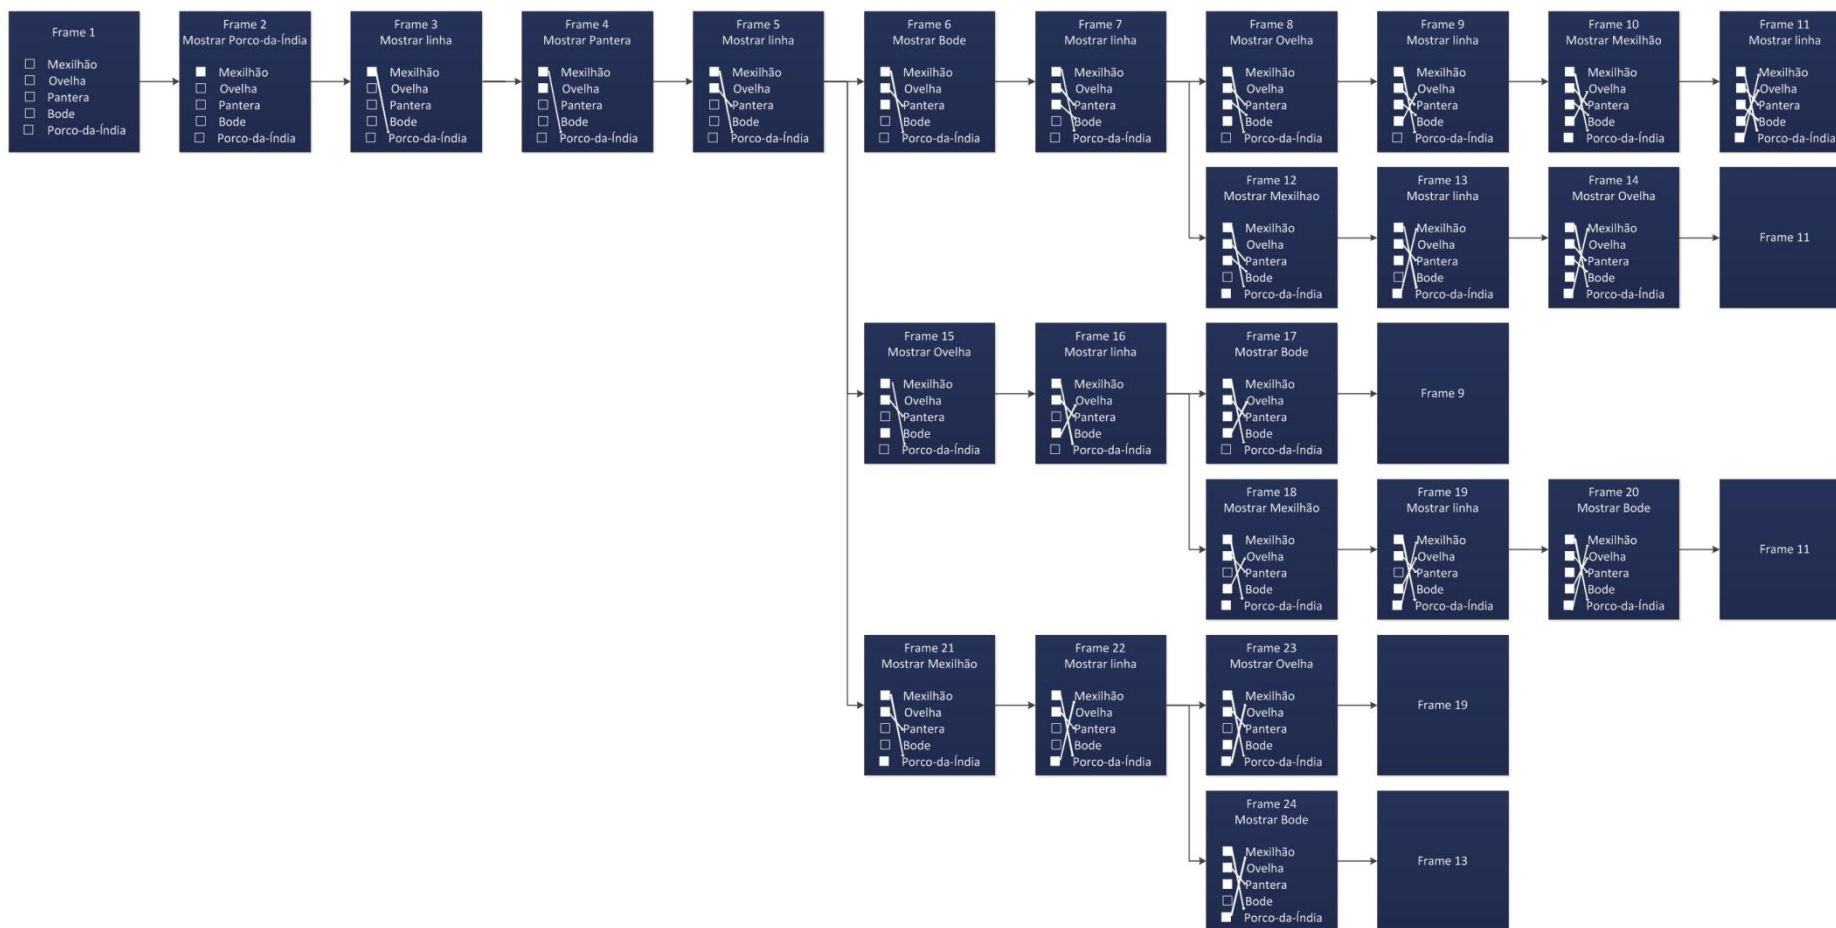 Frame 1
Mexilhão
Ovelha
Pantera
Bode
Porco-da-Índia
Frame 2
Mostrar Porco-da-Índia
Mexilhão
Ovelha
Pantera
Bode
Porco-da-Índia
Frame 3
Mostrar linha
Mexilhão
Ovelha
Pantera
Bode
Porco-da-Índia
Frame 4
Mostrar Pantera
Mexilhão
Ovelha
Pantera
Bode
Porco-da-Índia
Frame 5
Mostrar linha
Mexilhão
Ovelha
Pantera
Bode
Porco-da-Índia
Frame 6
Mostrar Bode
Mexilhão
Ovelha
Pantera
Bode
Porco-da-Índia
Frame 7
Mostrar linha
Mexilhão
Ovelha
Pantera
Bode
Porco-da-Índia
Frame 8
Mostrar Ovelha
Mexilhão
Ovelha
Pantera
Bode
Porco-da-Índia
Frame 9
Mostrar linha
Mexilhão
Ovelha
Pantera
Bode
Porco-da-Índia
Frame 10
Mostrar Mexilhão
Mexilhão
Ovelha
Pantera
Bode
Porco-da-Índia
Frame 11
Mostrar linha
Mexilhão
Ovelha
Pantera
Bode
Porco-da-Índia
Frame 12
Mostrar Mexilhao
Mexilhão
Ovelha
Pantera
Bode
Porco-da-Índia
Frame 13
Mostrar linha
Mexilhão
Ovelha
Pantera
Bode
Porco-da-Índia
Frame 14
Mostrar Ovelha
Mexilhão
Ovelha
Pantera
Bode
Porco-da-Índia
Frame 11
Frame 15
Mostrar Ovelha
Mexilhão
Ovelha
Pantera
Bode
Porco-da-Índia
Frame 16
Mostrar linha
Mexilhão
Ovelha
Pantera
Bode
Porco-da-Índia
Frame 17
Mostrar Bode
Mexilhão
Ovelha
Pantera
Bode
Porco-da-Índia
Frame 9
Frame 18
Mostrar Mexilhão
Mexilhão
Ovelha
Pantera
Bode
Porco-da-Índia
Frame 19
Mostrar linha
Mexilhão
Ovelha
Pantera
Bode
Porco-da-Índia
Frame 20
Mostrar Bode
Mexilhão
Ovelha
Pantera
Bode
Porco-da-Índia
Frame 11
Frame 21
Mostrar Mexilhão
Mexilhão
Ovelha
Pantera
Bode
Porco-da-Índia
Frame 22
Mostrar linha
Mexilhão
Ovelha
Pantera
Bode
Porco-da-Índia
Frame 23
Mostrar Ovelha
Mexilhão
Ovelha
Pantera
Bode
Porco-da-Índia
Frame 19
Frame 24
Mostrar Bode
Mexilhão
Ovelha
Pantera
Bode
Porco-da-Índia
Frame 13